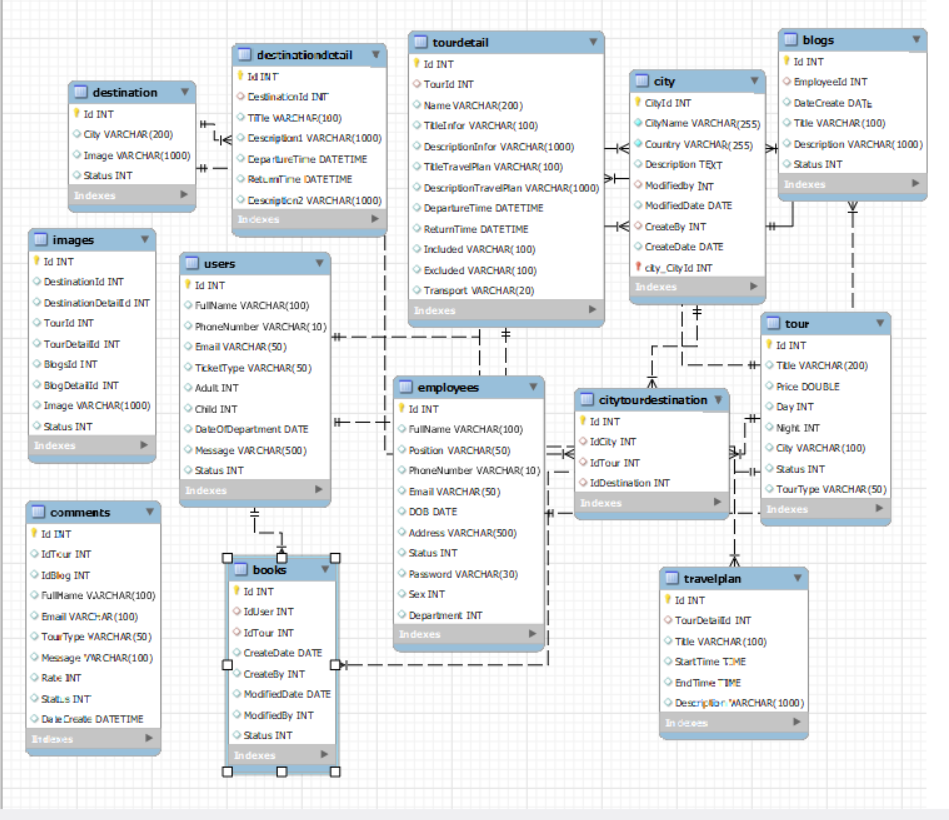 destination
Id INT
City VARCHAR(200)
Image VARCHAR(1000)
Status INT
Indexes
destinationdetail
Id INT
DestinationId INT
Title VARCHAR(100)
Description1 VARCHAR(1000)
DepartureTime DATETIME
ReturnTime DATETIME
Description2 VARCHAR(1000)
Indexes
tourdetail
Id INT
TourId INT
Name VARCHAR(200)
TitleInfor VARCHAR(100)
DescriptionInfor VARCHAR(1000)
TitleTravelPlan VARCHAR(100)
DescriptionTravelPlan VARCHAR(1000)
DepartureTime DATETIME
ReturnTime DATETIME
Included VARCHAR(100)
Excluded VARCHAR(100)
Transport VARCHAR(20)
Indexes
city
CityId INT
CityName VARCHAR(255)
Country VARCHAR(255)
Description TEXT
Modifiedby INT
ModifiedDate DATE
CreateBy INT
CreateDate DATE
city_CityId INT
Indexes
blogs
Id INT
EmployeeId INT
DateCreate DATE
Title VARCHAR(100)
Description VARCHAR(1000)
Status INT
Indexes
images
Id INT
DestinationId INT
DestinationDetailId INT
TourId INT
TourDetailId INT
BlogsId INT
BlogDetailId INT
Image VARCHAR(1000)
Status INT
Indexes
users
Id INT
FullName VARCHAR(100)
PhoneNumber VARCHAR(10)
Email VARCHAR(50)
TicketType VARCHAR(50)
Adult INT
Child INT
DateOfDepartment DATE
Message VARCHAR(500)
Status INT
Indexes
employees
Id INT
FullName VARCHAR(100)
Position VARCHAR(50)
PhoneNumber VARCHAR(10)
Email VARCHAR(50)
DOB DATE
Address VARCHAR(500)
Status INT
Password VARCHAR(30)
Sex INT
Department INT
Indexes
citytourdestination
Id INT
IdCity INT
IdTour INT
IdDestination INT
Indexes
tour
Id INT
Title VARCHAR(200)
Price DOUBLE
Day INT
Night INT
City VARCHAR(100)
Status INT
TourType VARCHAR(50)
Indexes
comments
Id INT
IdTour INT
IdBlog INT
FullName VARCHAR(100)
Email VARCHAR(100)
TourType VARCHAR(50)
Message VARCHAR(100)
Rate INT
Status INT
DateCreate DATETIME
Indexes
books
Id INT
IdUser INT
IdTour INT
CreateDate DATE
CreateBy INT
ModifiedDate DATE
ModifiedBy INT
Status INT
Indexes
travelplan
Id INT
TourDetailId INT
Title VARCHAR(100)
StartTime TIME
EndTime TIME
Description VARCHAR(1000)
Indexes